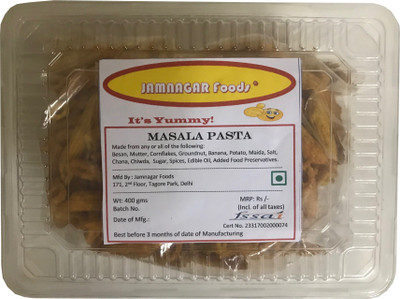 JAMNAGAR Foods®
It's Yummy!
MASALA PASTA
Made from any or all of the following:
Besan, Mutter, Cornflakes, Groundnut, Banana, Potato, Maida, Salt,
Chana, Chiwda, Sugar, Spices, Edible Oil, Added Food Preservatives.
Mfd By : Jamnagar Foods
171, 2nd Floor, Tagore Park, Delhi
Wt: 400 gms
MRP: Rs /-
(Incl. of all taxes)
Batch No.
fssai
Date of Mfg :
Cert No. 23317002000074
Best before 3 months of date of Manufacturing